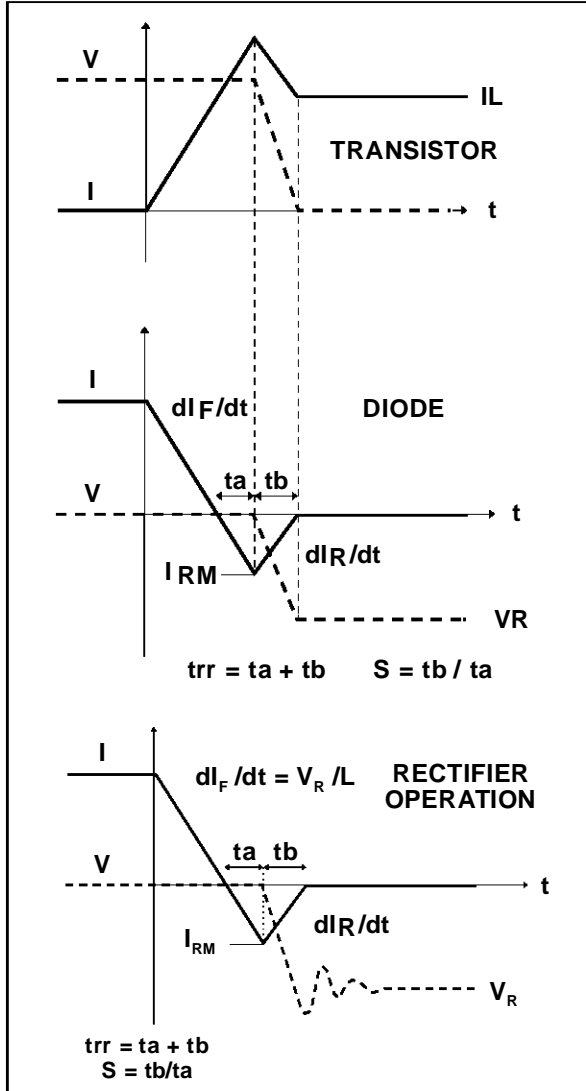 V
IL
TRANSISTOR
I
t
I
dIF/dt
DIODE
ta tb
V
t
IRM
dIR/dt
VR
trr = ta + tb S = tb / ta
I
dIF/dt = VR/L
RECTIFIER
OPERATION
ta tb
V
t
IRM
dIR/dt
VR
trr = ta + tb
S = tb/ta